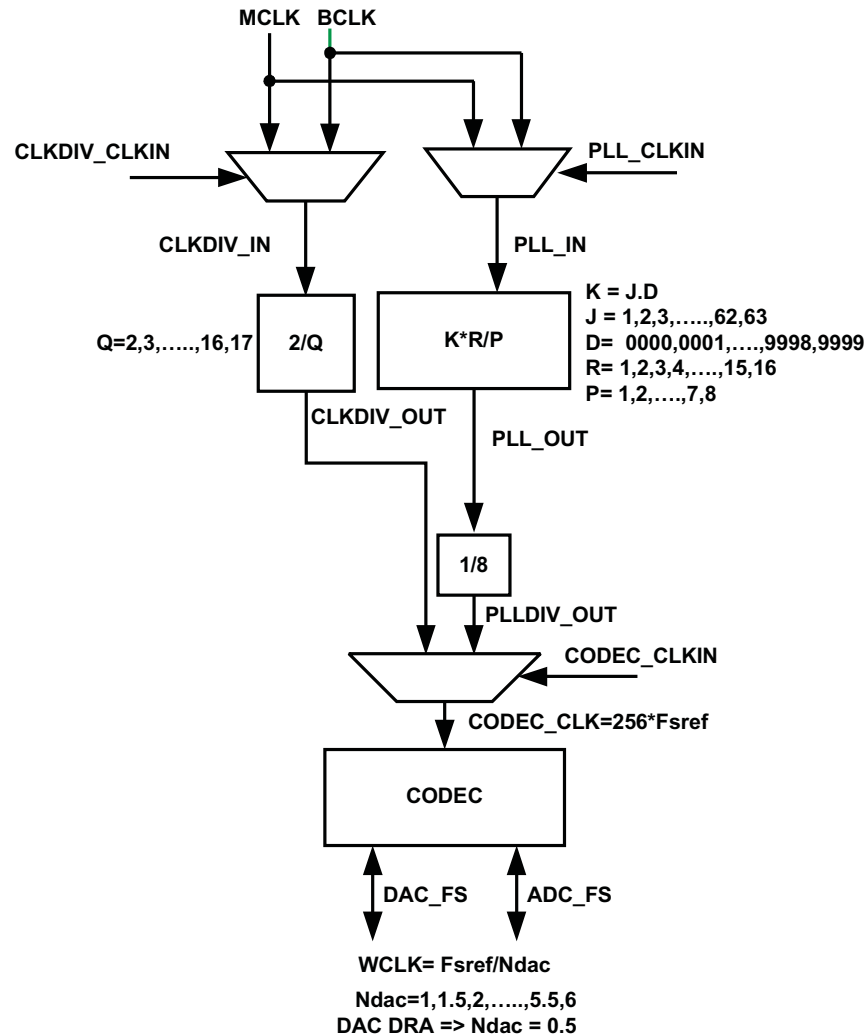 MCLK BCLK
CLKDIV_CLKIN
PLL_CLKIN
CLKDIV_IN
PLL_IN
Q=2,3,.....,16,17
2/Q
K*R/P
K = J.D
J = 1,2,3,.....,62,63
D= 0000,0001,....,9998,9999
R= 1,2,3,4,....,15,16
P= 1,2,....,7,8
CLKDIV_OUT
PLL_OUT
1/8
PLLDIV_OUT
CODEC_CLKIN
CODEC_CLK=256*Fsref
CODEC
DAC_FS
ADC_FS
WCLK= Fsref/Ndac
Ndac=1,1.5,2,.....,5.5,6
DAC DRA => Ndac = 0.5